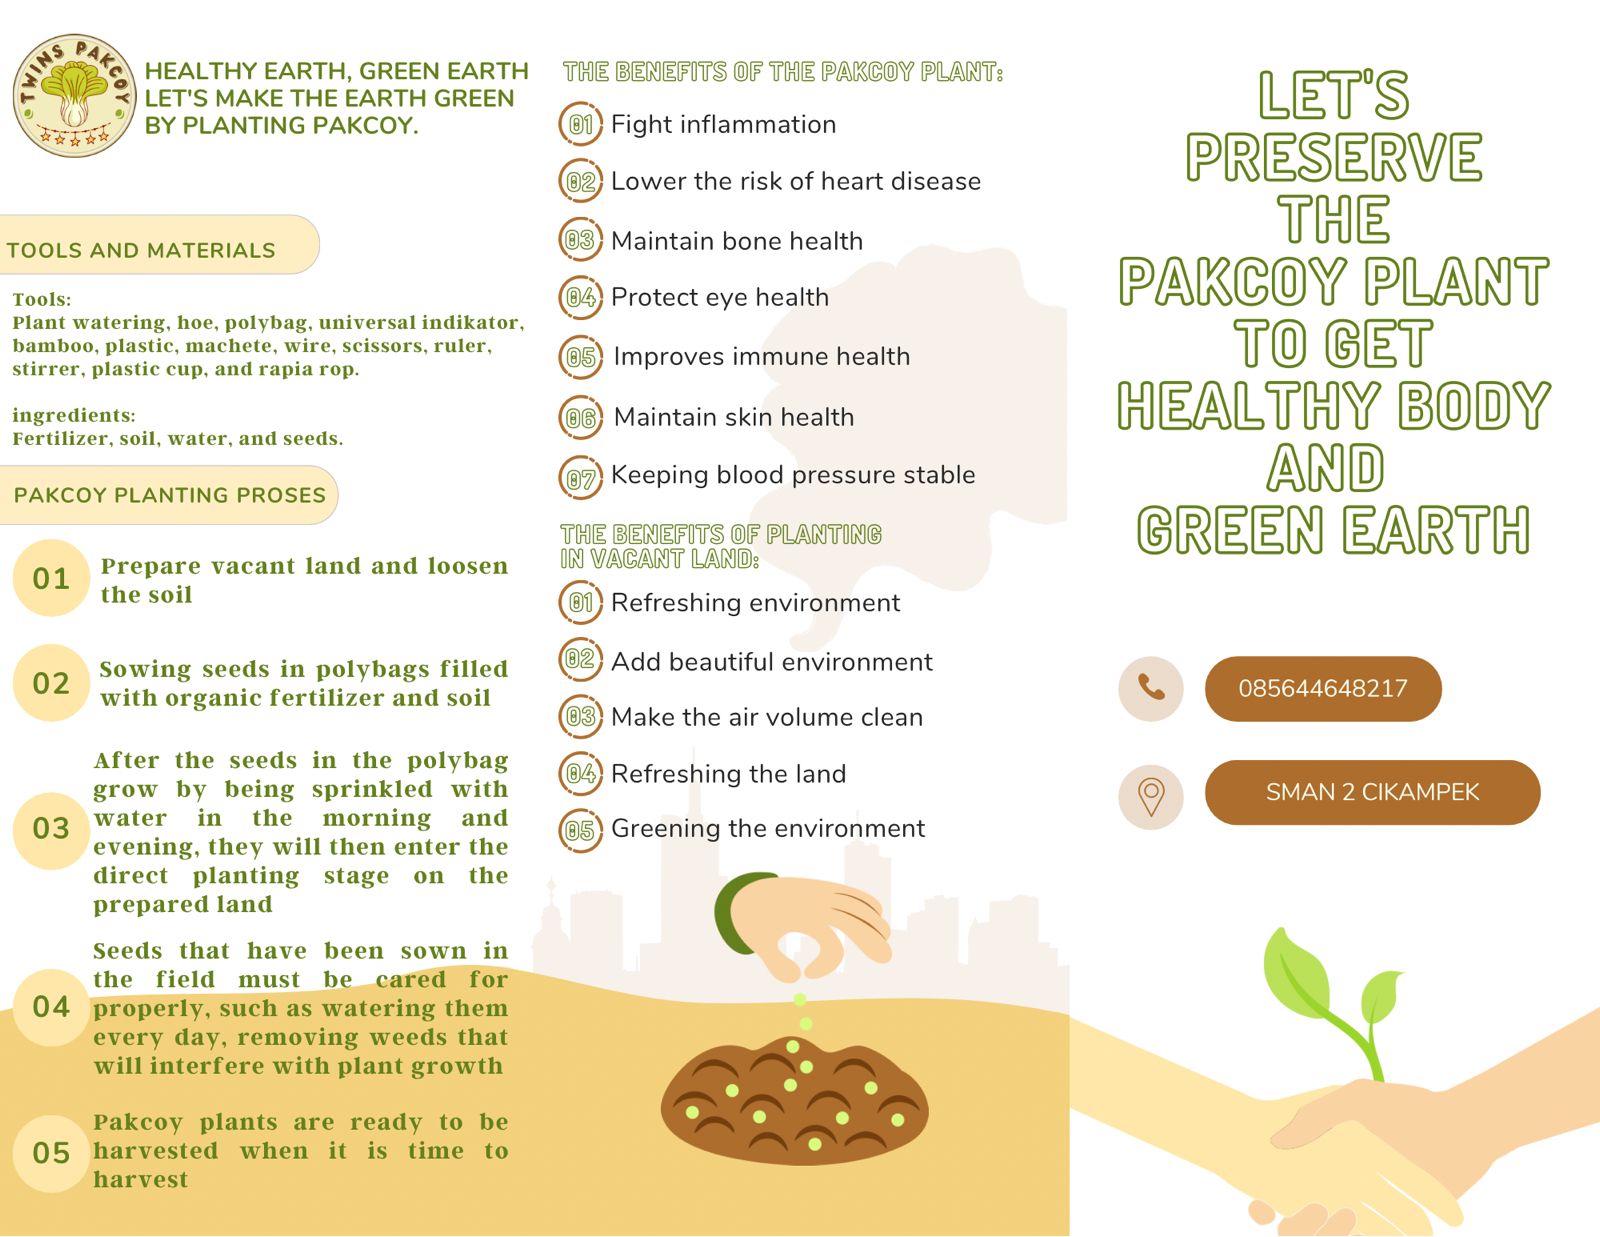 TWINS PAKCOY
HEALTHY EARTH, GREEN EARTH
LET'S MAKE THE EARTH GREEN
BY PLANTING PAKCOY.
TOOLS AND MATERIALS
Tools:
Plant watering, hoe, polybag, universal indikator,
bamboo, plastic, machete, wire, scissors, ruler,
stirrer, plastic cup, and rapia rop.
ingredients:
Fertilizer, soil, water, and seeds.
PAKCOY PLANTING PROSES
01
Prepare vacant land and loosen
the soil
02
Sowing seeds in polybags filled
with organic fertilizer and soil
03
After the seeds in the polybag
grow by being sprinkled with
water in the morning and
evening, they will then enter the
direct planting stage on the
prepared land
04
Seeds that have been sown in
the field must be cared for
properly, such as watering them
every day, removing weeds that
will interfere with plant growth
05
Pakcoy plants are ready to be
harvested when it is time to
harvest
THE BENEFITS OF THE PAKCOY PLANT:
01 Fight inflammation
02 Lower the risk of heart disease
03 Maintain bone health
04 Protect eye health
05 Improves immune health
06 Maintain skin health
07 Keeping blood pressure stable
THE BENEFITS OF PLANTING
IN VACANT LAND:
01 Refreshing environment
02 Add beautiful environment
03 Make the air volume clean
04 Refreshing the land
05 Greening the environment
LET'S
PRESERVE
THE
PAKCOY PLANT
TO GET
HEALTHY BODY
AND
GREEN EARTH
085644648217
SMAN 2 CIKAMPEK